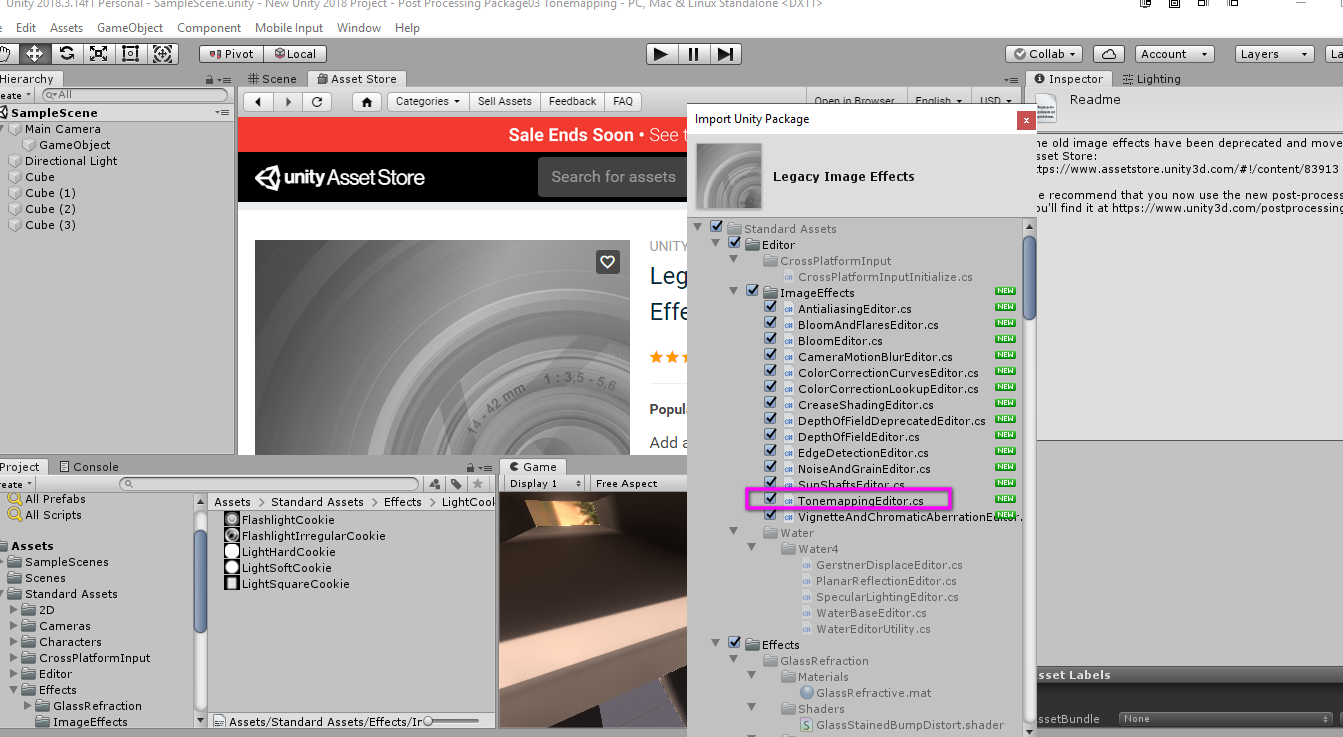 Unity 2018.3.14f1 Personal - SampleScene.unity - New Unity 2018 Project - Post Processing Package03 Tonemapping - PC, Mac & Linux Standalone <DX11>
Edit Assets GameObject Component Mobile Input Window Help
Pivot Local Collab Account Layers La
Hierarchy Scene Asset Store Inspector Lighting
eate All Categories Sell Assets Feedback FAQ Open in Browser English USD Readme
SampleScene
Main Camera
GameObject
Directional Light
Cube
Cube (1)
Cube (2)
Cube (3)
Sale Ends Soon • See t
unity Asset Store Search for assets
14 - 42 mm 1 : 3.5 - 5.6
UNITY
Leg
Effe
Popul
Add a
Import Unity Package
x
Legacy Image Effects
Standard Assets
Editor
CrossPlatformInput
CrossPlatformInputInitialize.cs
ImageEffects NEW
AntialiasingEditor.cs NEW
BloomAndFlaresEditor.cs NEW
BloomEditor.cs NEW
CameraMotionBlurEditor.cs NEW
ColorCorrectionCurvesEditor.cs NEW
ColorCorrectionLookupEditor.cs NEW
CreaseShadingEditor.cs NEW
DepthOfFieldDeprecatedEditor.cs NEW
DepthOfFieldEditor.cs NEW
EdgeDetectionEditor.cs NEW
NoiseAndGrainEditor.cs NEW
SunShaftsEditor.cs NEW
TonemappingEditor.cs NEW
VignetteAndChromaticAberrationEditor. NEW
Water
Water4
GerstnerDisplaceEditor.cs
PlanarReflectionEditor.cs
SpecularLightingEditor.cs
WaterBaseEditor.cs
WaterEditorUtility.cs
Effects
GlassRefraction
Materials
GlassRefractive.mat
Shaders
GlassStainedBumpDistort.shader
he old image effects have been deprecated and move
sset Store:
ttps://www.assetstore.unity3d.com/#!/content/83913
e recommend that you now use the new post-process
ou'll find it at https://www.unity3d.com/postprocessing
Project Console Game
eate Display 1 Free Aspect
All Prefabs
All Scripts
Assets
SampleScenes
Scenes
Standard Assets
2D
Cameras
Characters
CrossPlatformInput
Editor
Effects
GlassRefraction
ImageEffects
Assets > Standard Assets > Effects > LightCook
FlashlightCookie
FlashlightIrregularCookie
LightHardCookie
LightSoftCookie
LightSquareCookie
Assets/Standard Assets/Effects/Ir
sset Labels
ssetBundle None